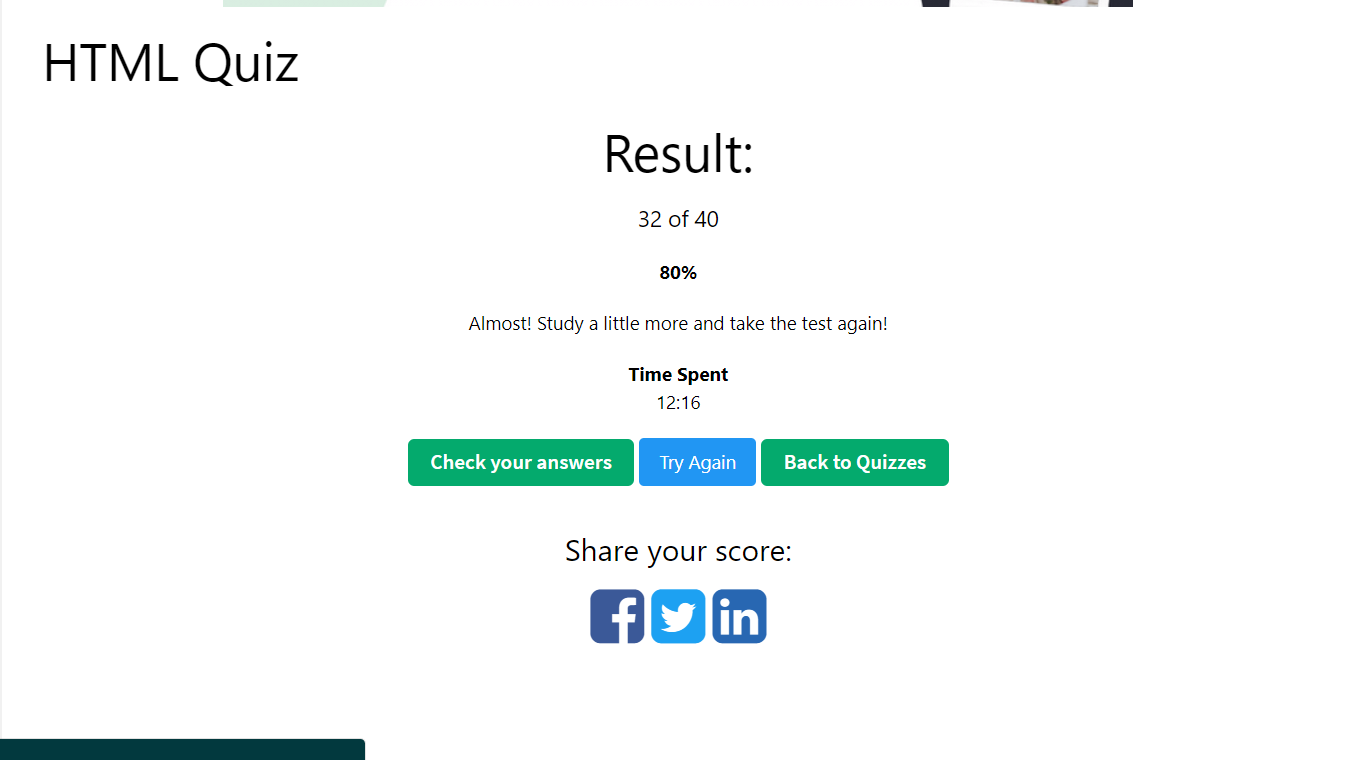 HTML Quiz
Result:
32 of 40
80%
Almost! Study a little more and take the test again!
Time Spent
12:16
Check your answers Try Again Back to Quizzes
Share your score: